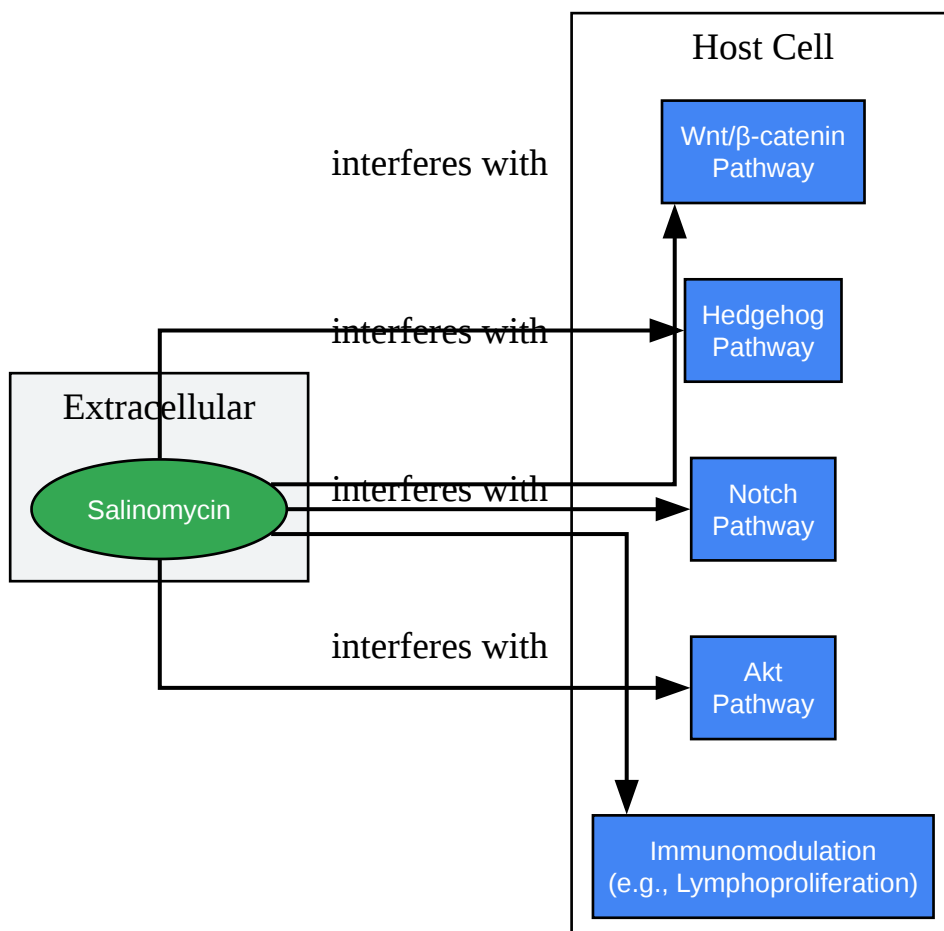 Host Cell
Wnt/β-catenin
Pathway
interferes with
Hedgehog
Pathway
interferes with
Extracellular
Salinomycin
interferes with
Notch
Pathway
interferes with
Akt
Pathway
Immunomodulation
(e.g., Lymphoproliferation)